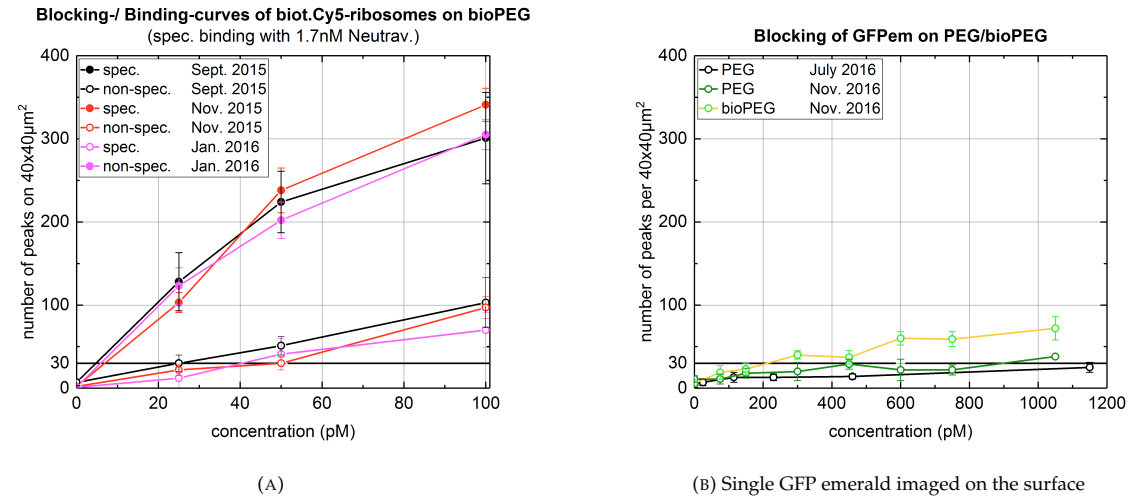 Blocking-/ Binding-curves of biot.Cy5-ribosomes on bioPEG
(spec. binding with 1.7nM Neutrav.)
number of peaks on 40x40µm²
400
300
200
100
30
0
spec. Sept. 2015
non-spec. Sept. 2015
spec. Nov. 2015
non-spec. Nov. 2015
spec. Jan. 2016
non-spec. Jan. 2016
0 20 40 60 80 100
concentration (pM)
(A)
Blocking of GFPem on PEG/bioPEG
number of peaks per 40x40µm²
400
300
200
100
30
0
PEG July 2016
PEG Nov. 2016
bioPEG Nov. 2016
0 200 400 600 800 1000 1200
concentration (pM)
(B) Single GFP emerald imaged on the surface